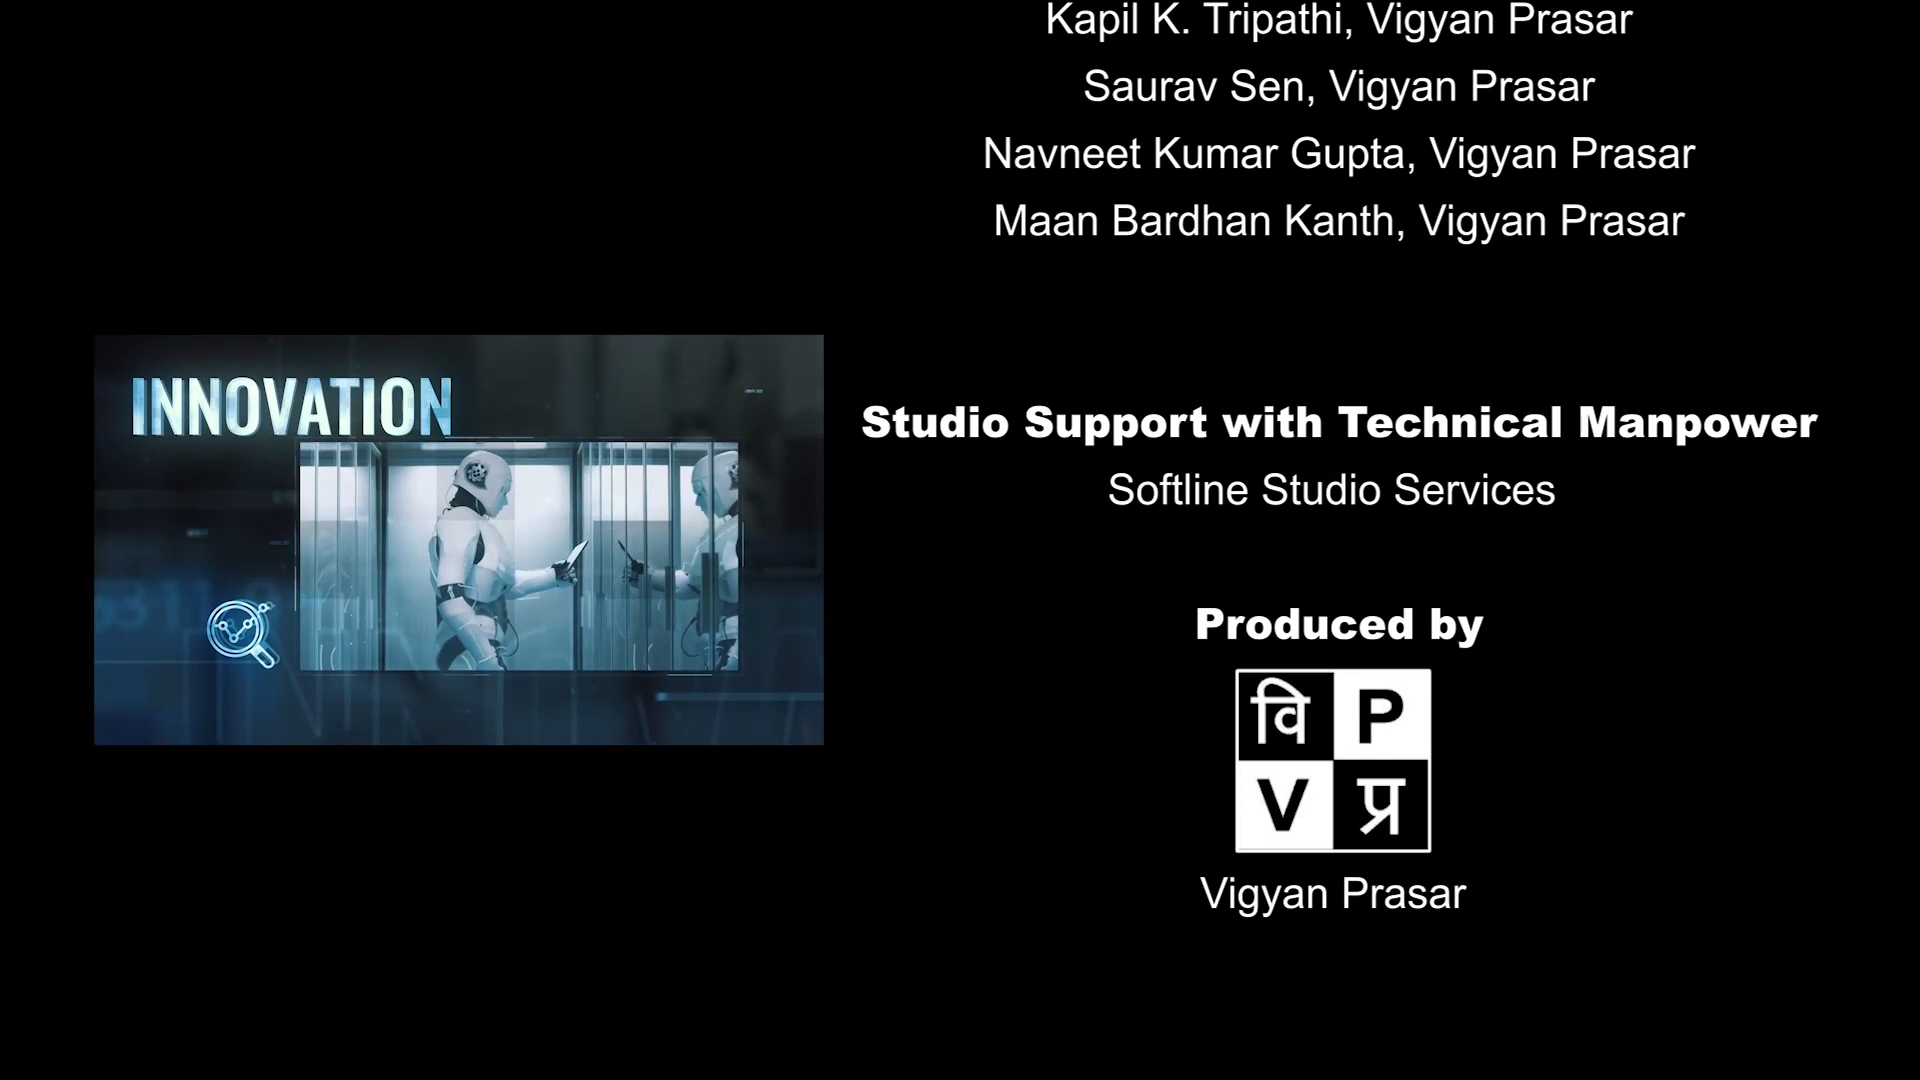 Kapil K. Tripathi, Vigyan Prasar
Saurav Sen, Vigyan Prasar
Navneet Kumar Gupta, Vigyan Prasar
Maan Bardhan Kanth, Vigyan Prasar
INNOVATION
Studio Support with Technical Manpower
Softline Studio Services
Produced by
वि P
V प्र
Vigyan Prasar